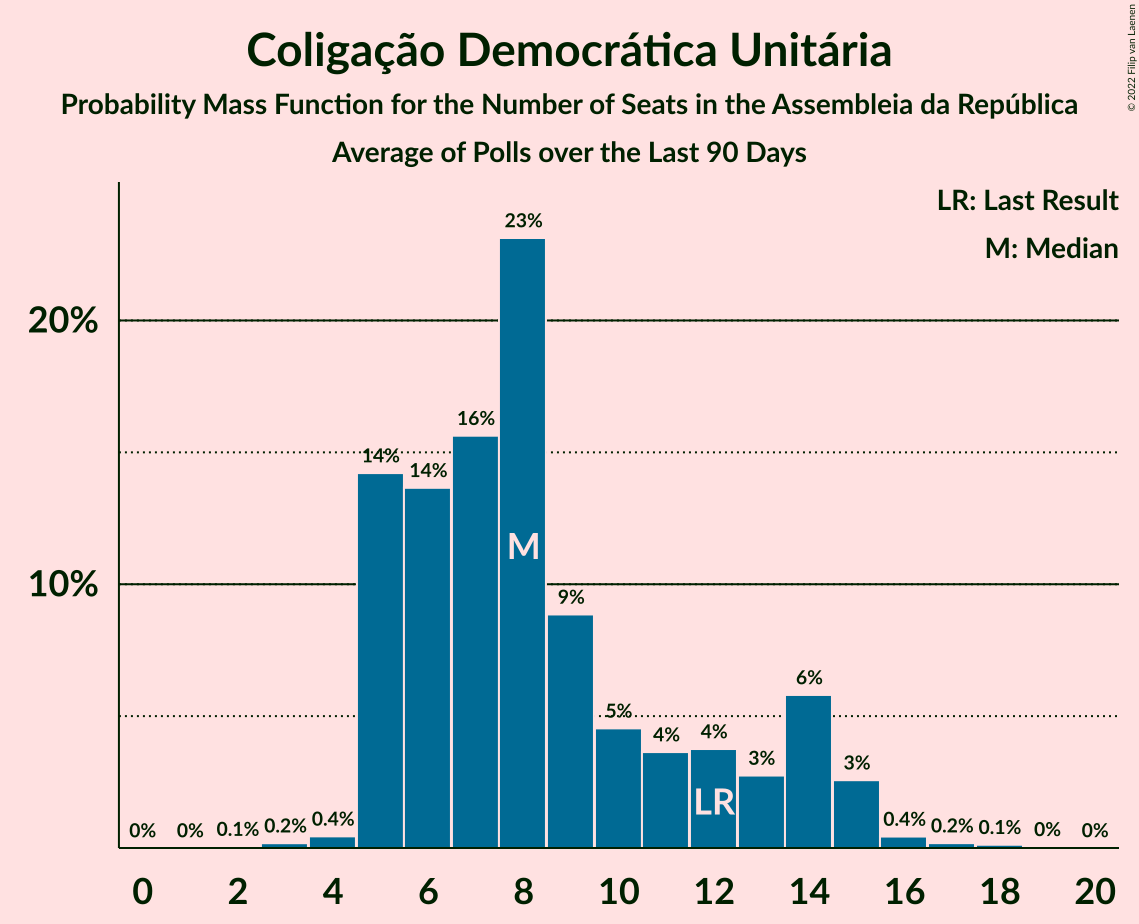 Coligação Democrática Unitária
Probability Mass Function for the Number of Seats in the Assembleia da República
Average of Polls over the Last 90 Days
© 2022 Filip van Laenen
LR: Last Result
M: Median
20%
10%
0% 0% 0.1% 0.2% 0.4% 14% 14% 16% 23% 9% 5% 4% 4% 3% 6% 3% 0.4% 0.2% 0.1% 0% 0%
M
LR
0 2 4 6 8 10 12 14 16 18 20